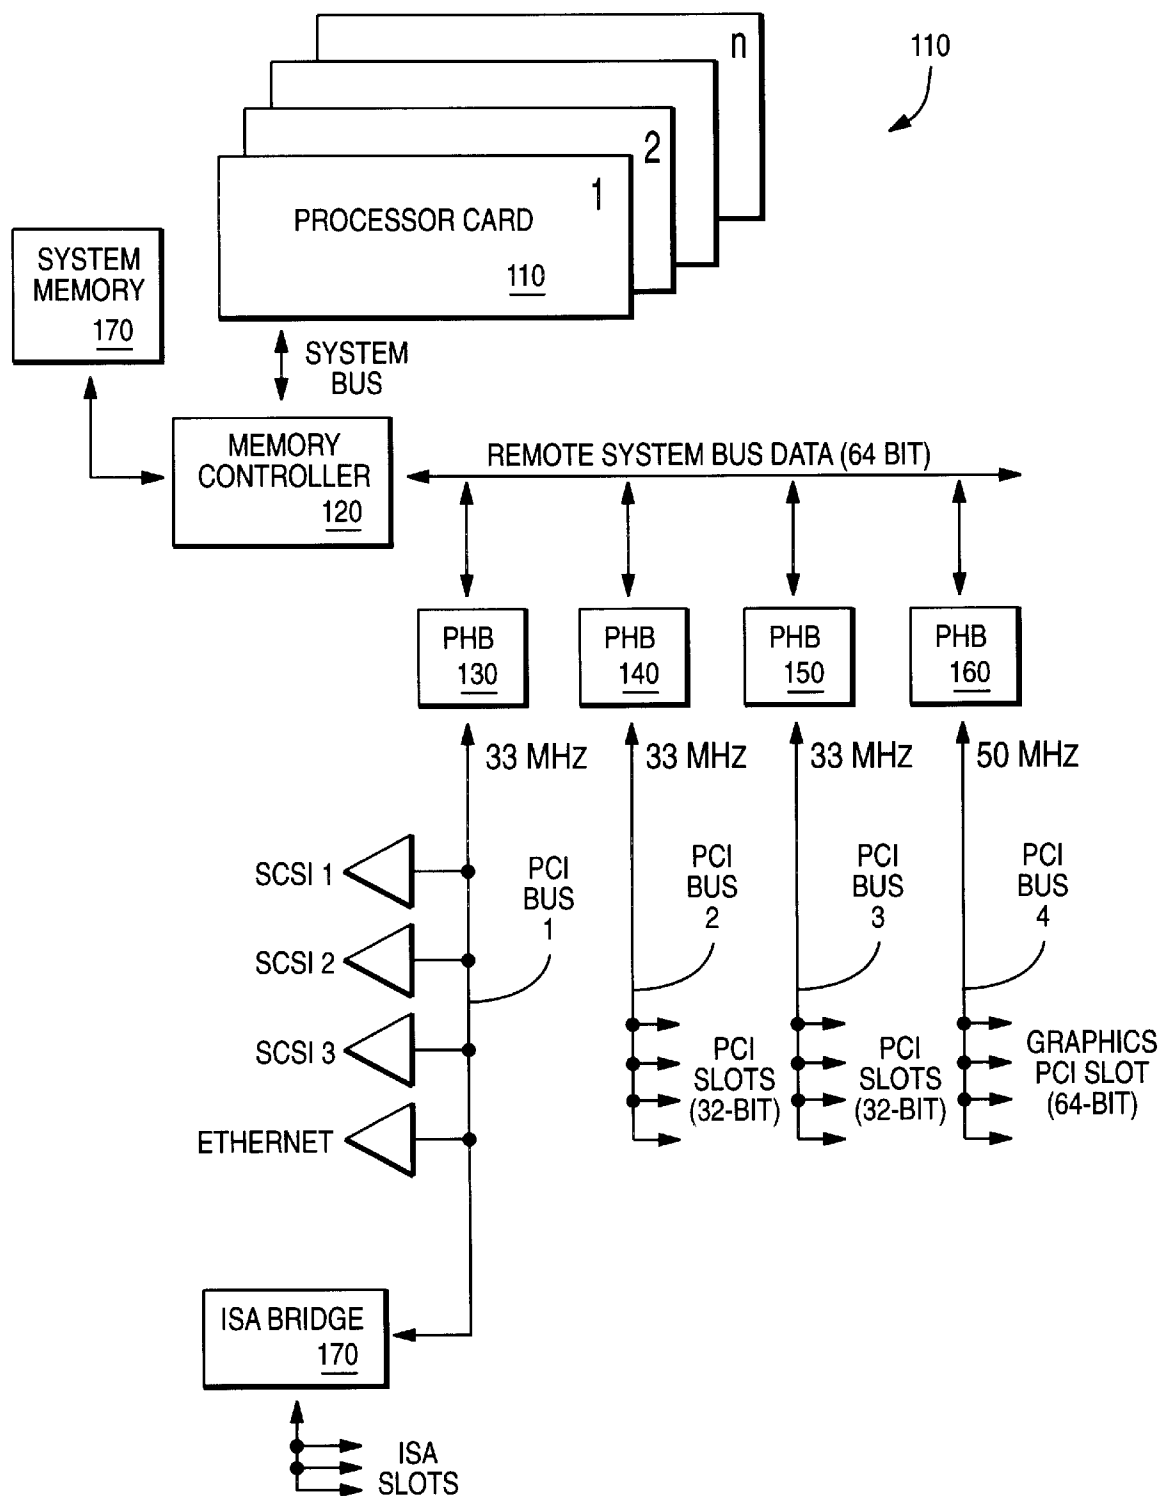 n
110
2
1
PROCESSOR CARD
110
SYSTEM
MEMORY
170
SYSTEM
BUS
MEMORY
CONTROLLER
120
REMOTE SYSTEM BUS DATA (64 BIT)
PHB
130
PHB
140
PHB
150
PHB
160
33 MHz
33 MHz
33 MHz
50 MHz
SCSI 1
SCSI 2
SCSI 3
ETHERNET
PCI
BUS
1
PCI
BUS
2
PCI
BUS
3
PCI
BUS
4
PCI
SLOTS
(32-BIT)
PCI
SLOTS
(32-BIT)
GRAPHICS
PCI SLOT
(64-BIT)
ISA BRIDGE
170
ISA
SLOTS